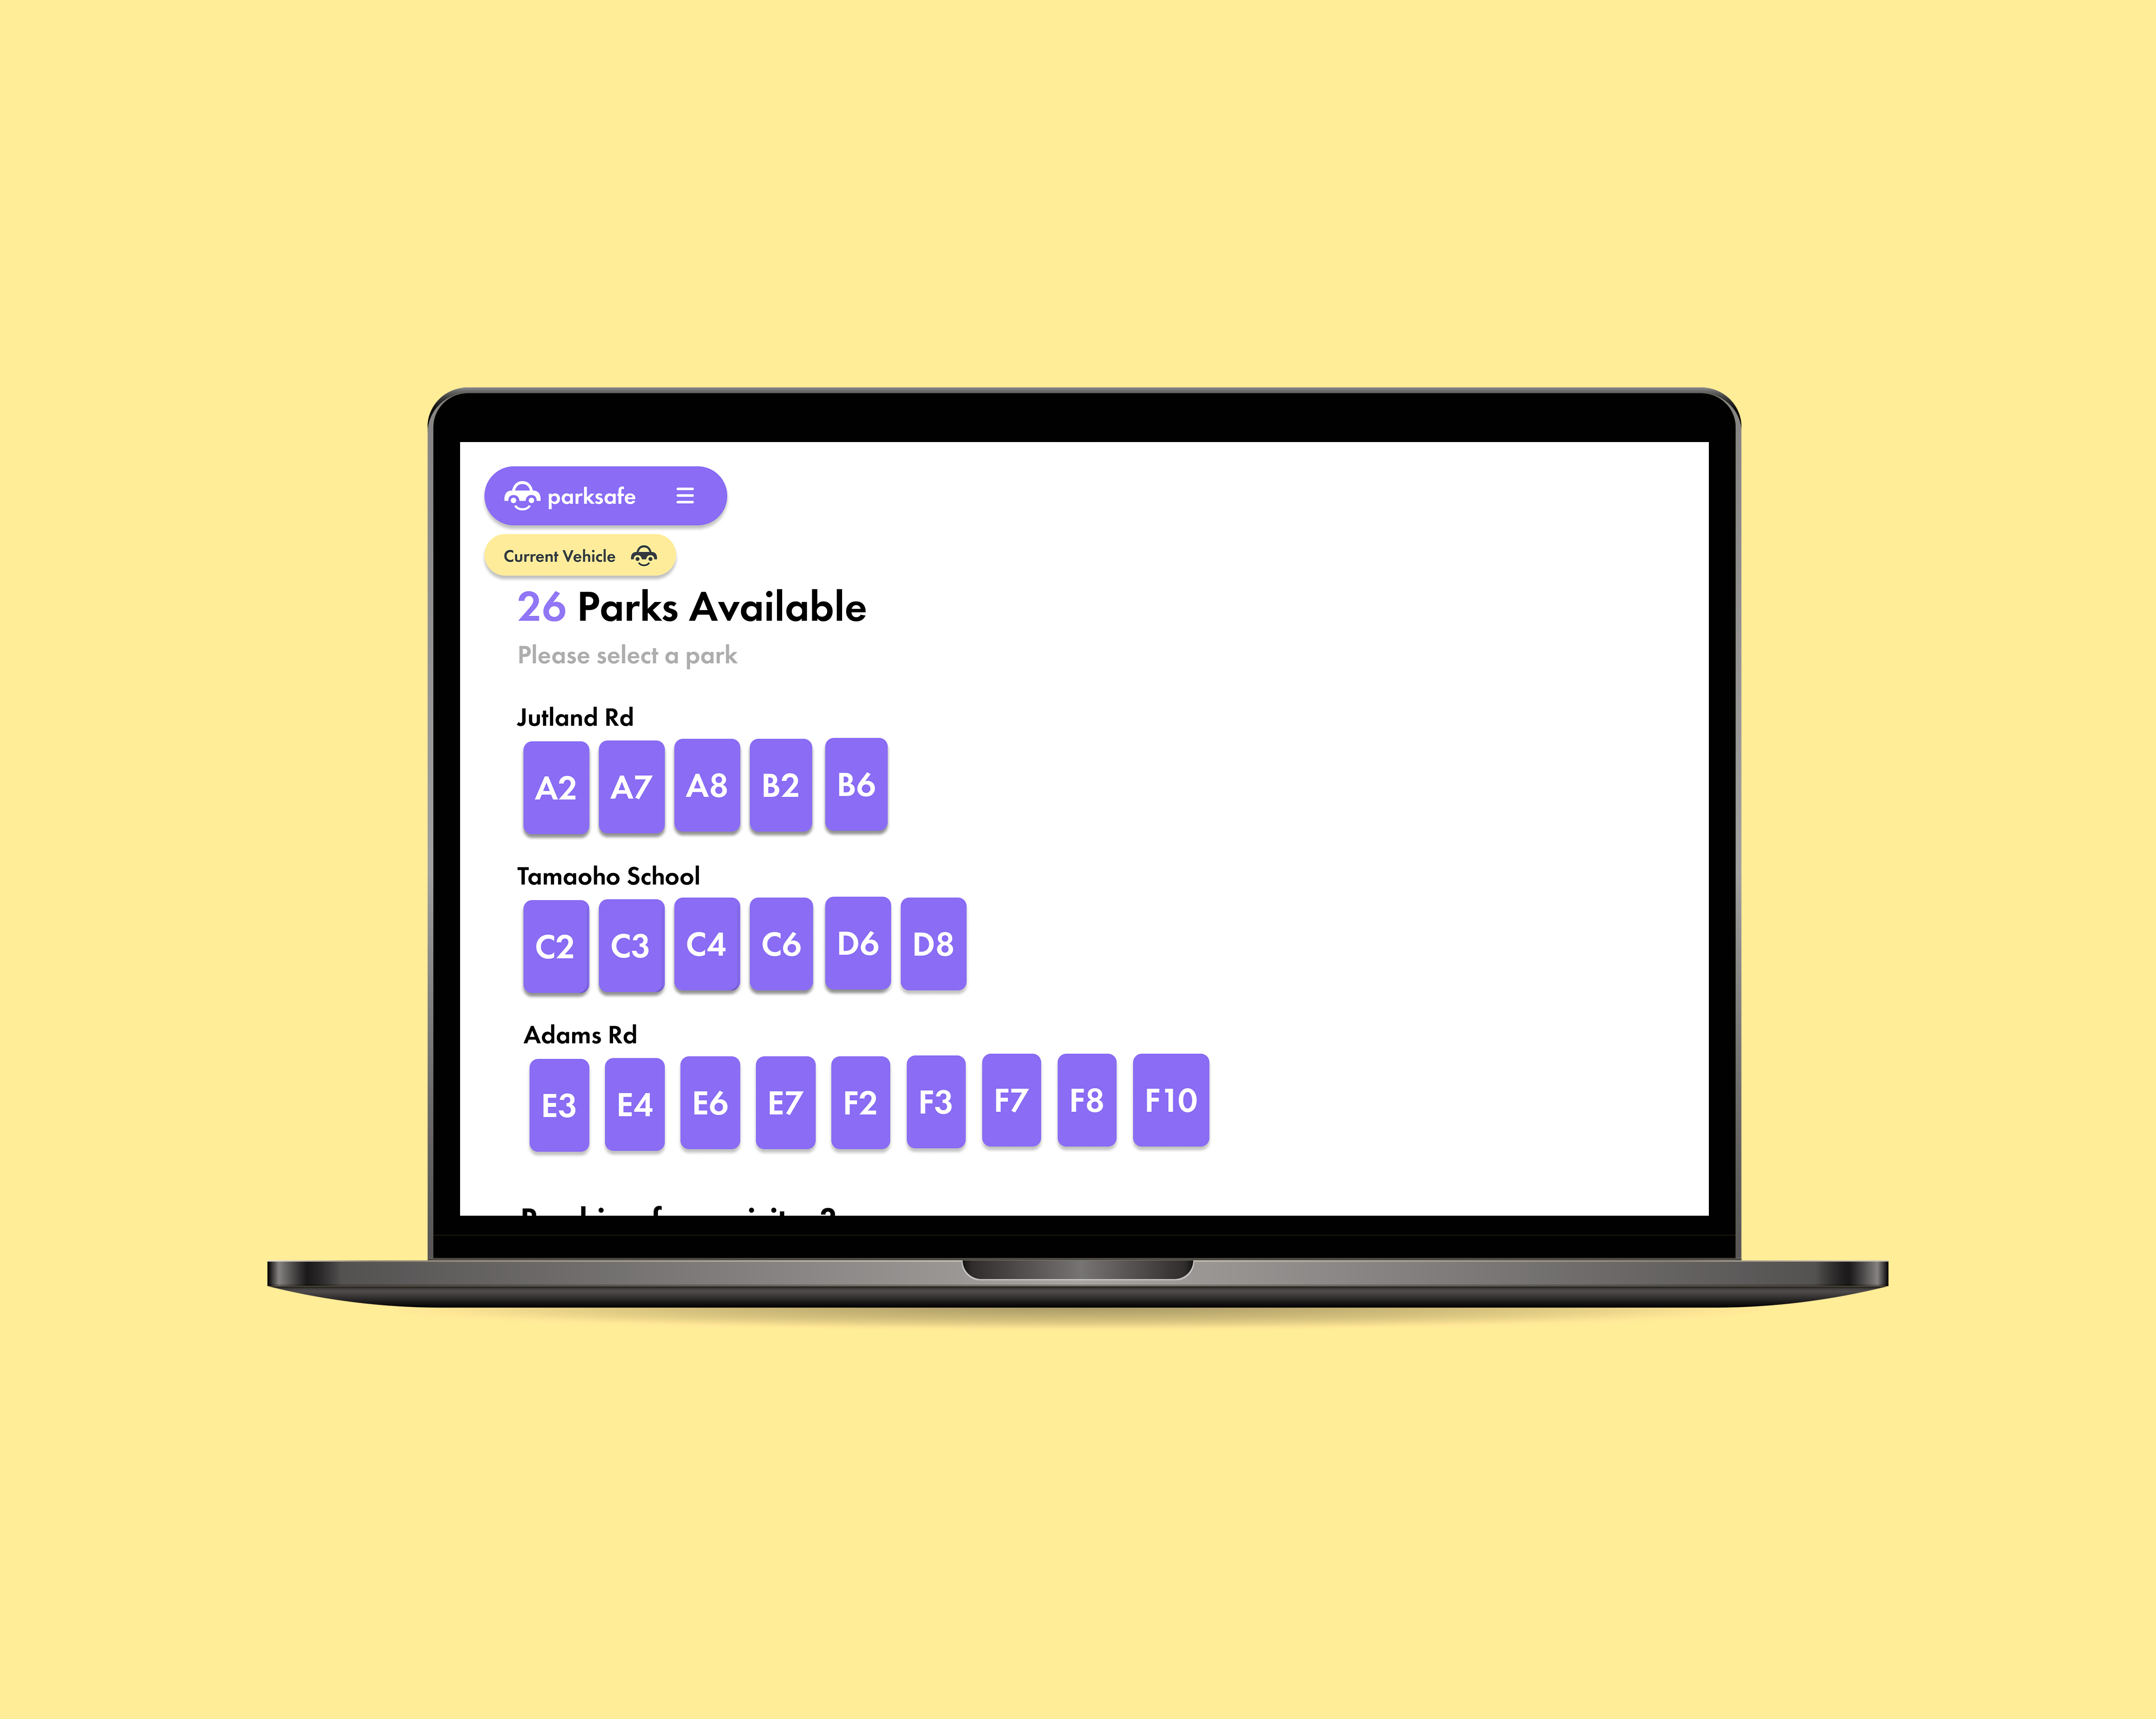 parksafe
Current Vehicle
26 Parks Available
Please select a park
Jutland Rd
A2 A7 A8 B2 B6
Tamaoho School
C2 C3 C4 C6 D6 D8
Adams Rd
E3 E4 E6 E7 F2 F3 F7 F8 F10